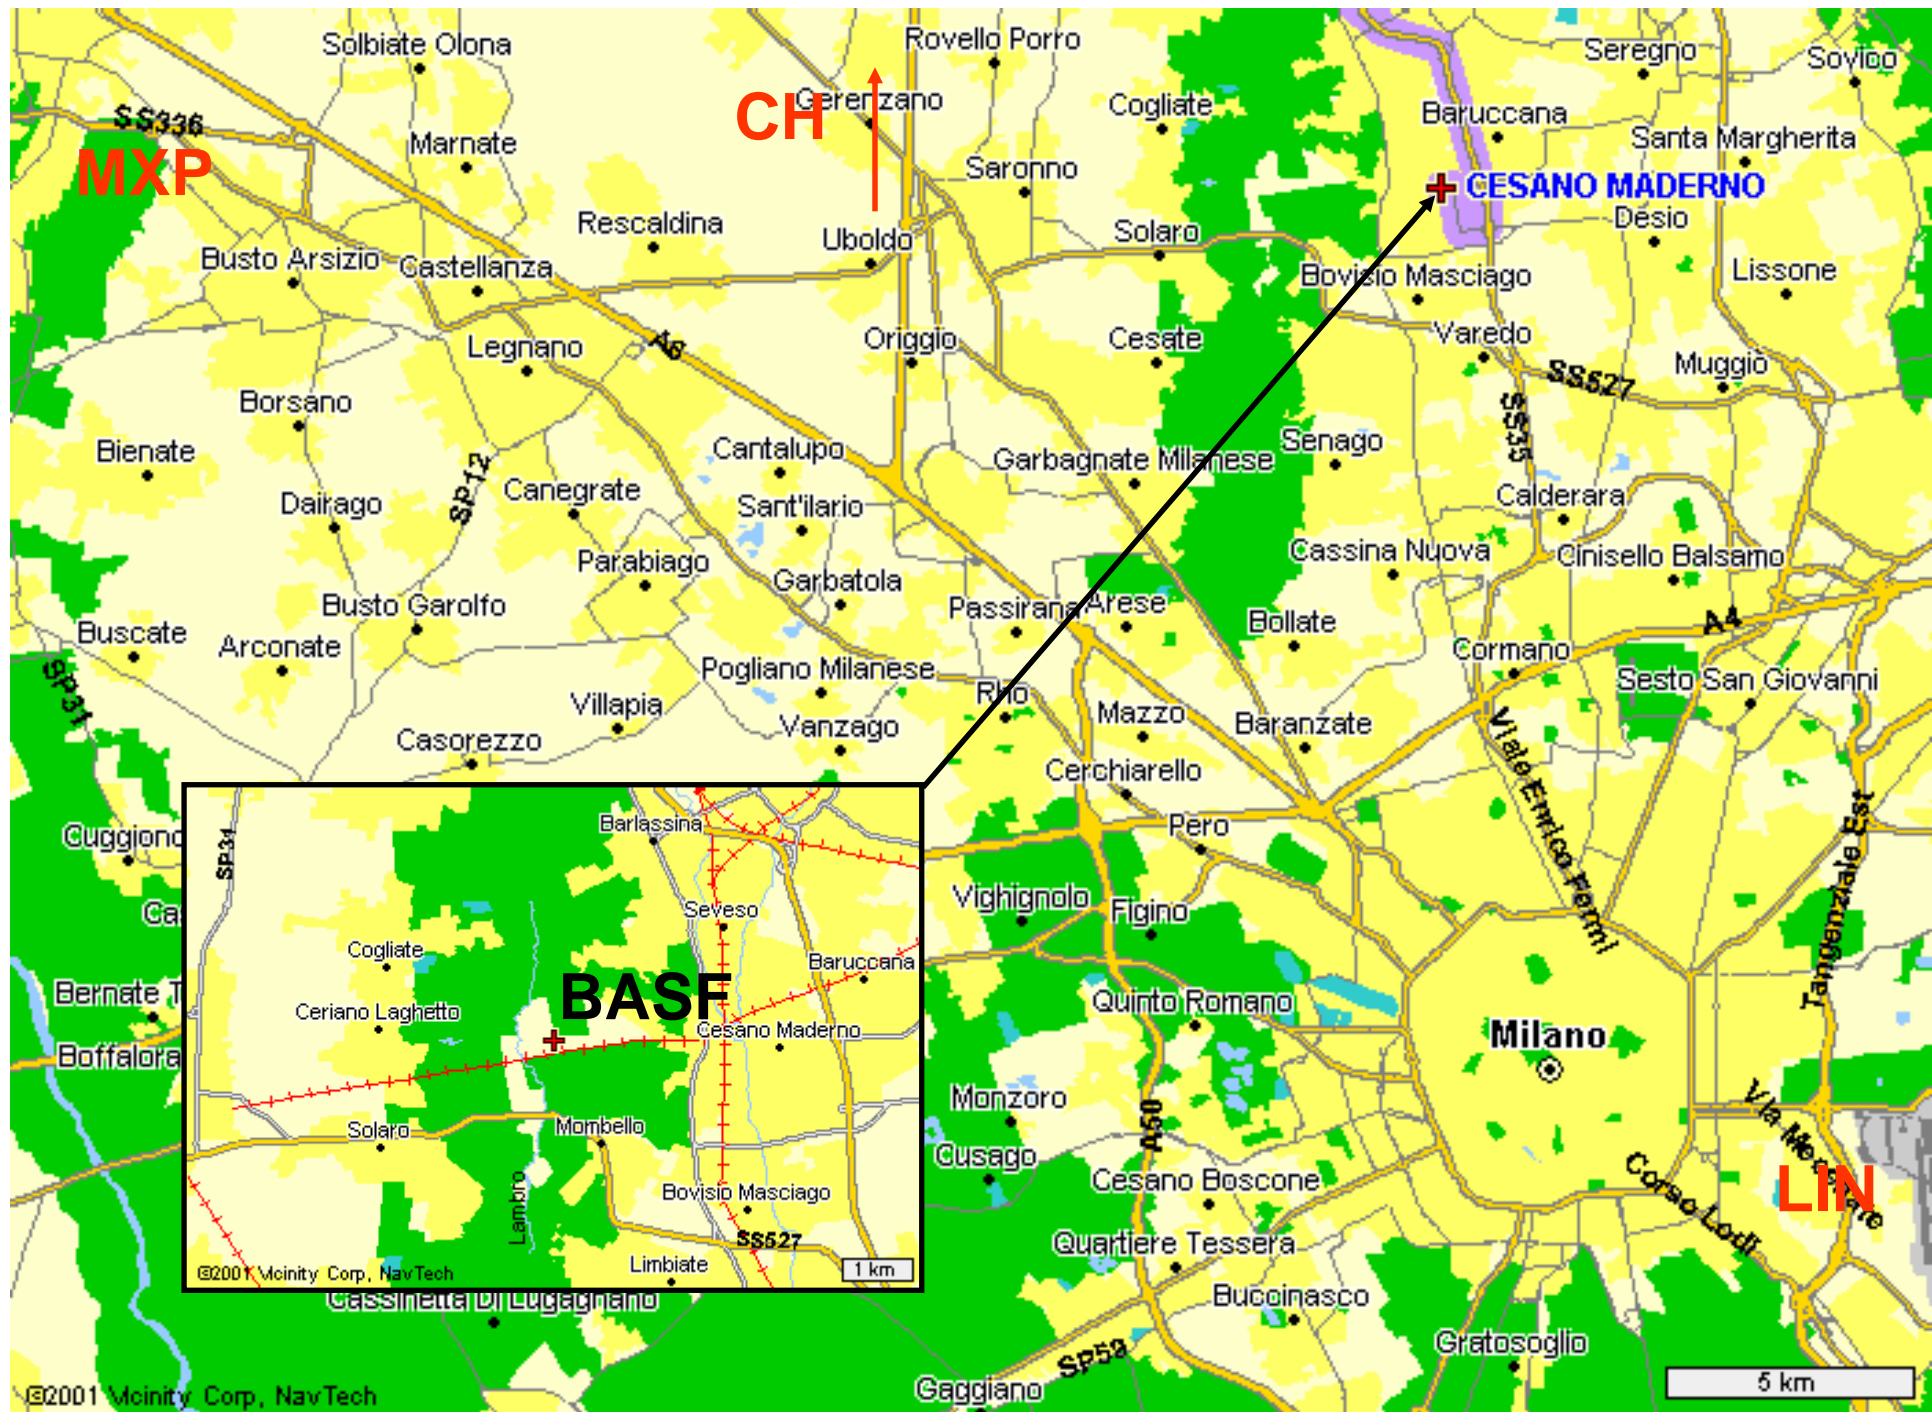 Solbiate Olona
Rovello Porro
Seregno
Sovico
SS336
CH
Gerenzano
Cogliate
Baruccana
Marnate
Santa Margherita
MXP
Saronno
CESANO MADERNO
Rescaldina
Uboldo
Solaro
Desio
Busto Arsizio
Castellanza
Bovisio Masciago
Lissone
Legnano
A8
Origgio
Cesate
Varedo
Muggiò
SS527
Borsano
SS35
Bienate
SP12
Cantalupo
Garbagnate Milanese
Senago
Dairago
Canegrate
Sant'ilario
Calderara
Parabiago
Garbatola
Cassina Nuova
Cinisello Balsamo
Busto Garolfo
Passirana
Arese
Bollate
A4
Buscate
Arconate
Cormano
SP31
Pogliano Milanese
Rho
Sesto San Giovanni
Villapia
Vanzago
Mazzo
Baranzate
Casorezzo
Cerchiarello
Viale Enrico Fermi
Cuggiono
Pero
Tangenziale Est
Ca
Vighignolo
Figino
Bernate T
Quinto Romano
Boffalora
Milano
Monzoro
A50
Via Mecenate
Cusago
Cesano Boscone
Corso Lodi
LIN
Quartiere Tessera
Cassinetta Di Lugagnano
Buccinasco
SP59
Gratosoglio
Gaggiano
5 km
©2001 Vicinity Corp, NavTech
SP31
Barlassina
Seveso
Cogliate
Baruccana
BASF
Ceriano Laghetto
Cesano Maderno
Solaro
Mombello
Lambro
Bovisio Masciago
SS527
Limbiate
1 km
©2001 Vicinity Corp, NavTech